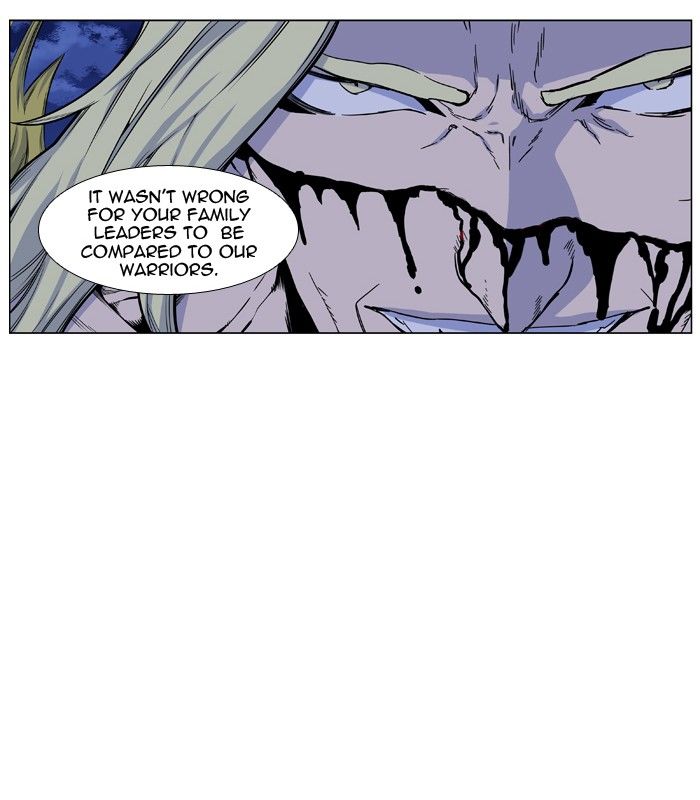 IT WASN'T WRONG
FOR YOUR FAMILY
LEADERS TO BE
COMPARED TO OUR
WARRIORS.